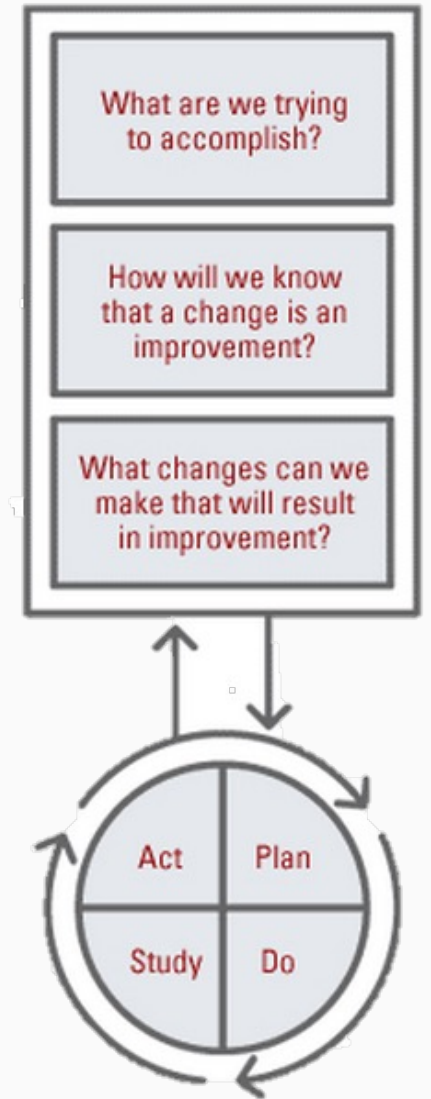 What are we trying
to accomplish?
How will we know
that a change is an
improvement?
What changes can we
make that will result
in improvement?
Act Plan
Study Do